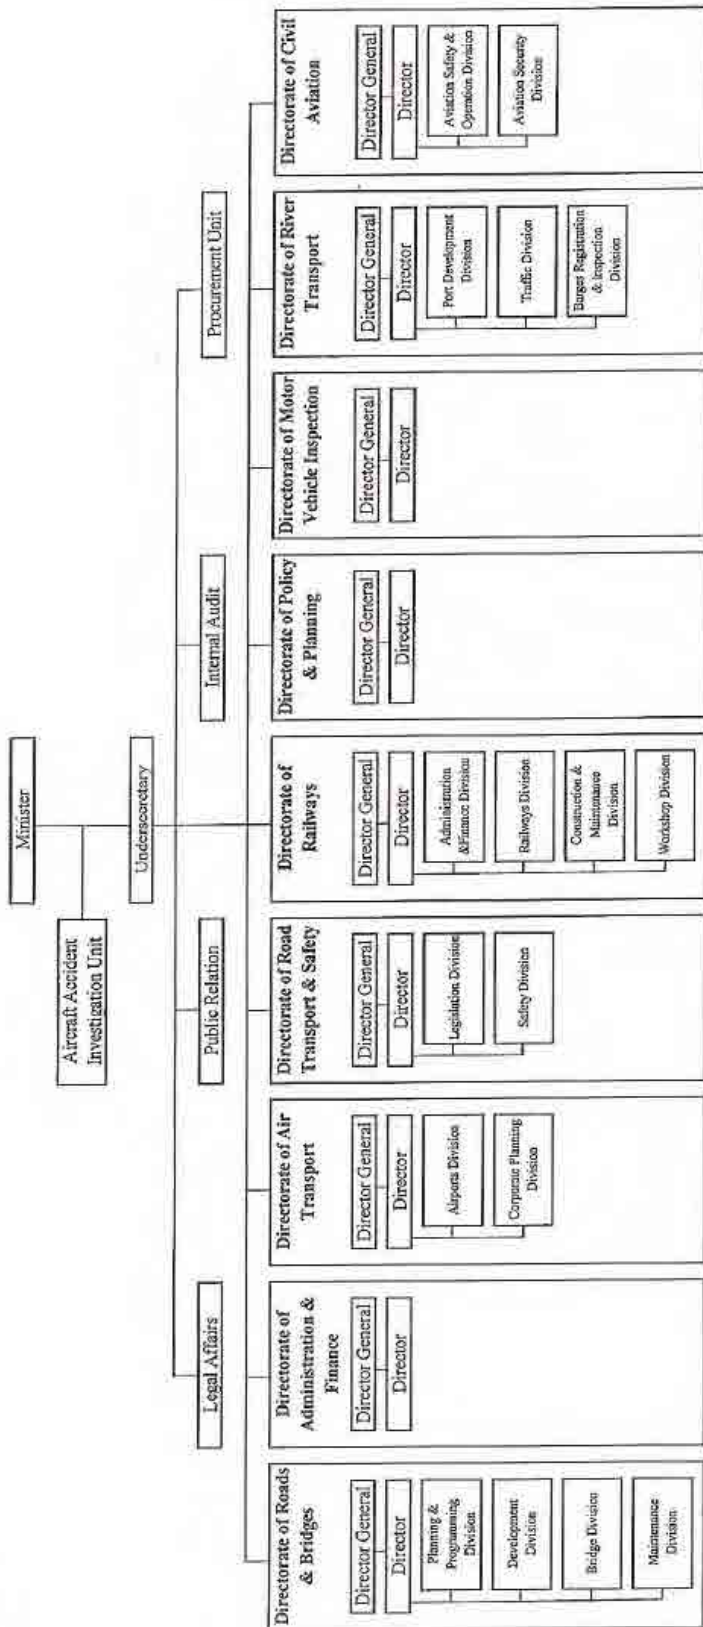 Minister
Aircraft Accident
Investigation Unit
Undersecretary
Legal Affairs
Public Relation
Internal Audit
Procurement Unit
Directorate of Roads
& Bridges
Director General
Director
Planning &
Programming
Division
Development
Division
Bridge Division
Maintenance
Division
Directorate of
Administration &
Finance
Director General
Director
Directorate of Air
Transport
Director General
Director
Airports Division
Corporate Planning
Division
Directorate of Road
Transport & Safety
Director General
Director
Legislation Division
Safety Division
Directorate of
Railways
Director General
Director
Administration
&Finance Division
Railways Division
Construction &
Maintenance
Division
Workshop Division
Directorate of Policy
& Planning
Director General
Director
Directorate of Motor
Vehicle Inspection
Director General
Director
Directorate of River
Transport
Director General
Director
Port Development
Division
Traffic Division
Barges Registration
& Inspection
Division
Directorate of Civil
Aviation
Director General
Director
Aviation Safety &
Operation Division
Aviation Security
Division